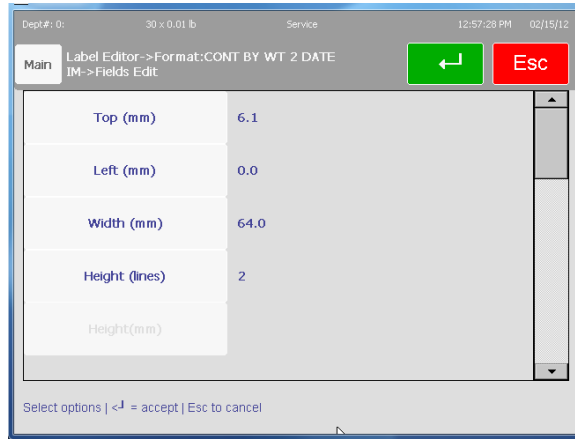 Dept#: 0: 30 x 0.01 lb Service 12:57:28 PM 02/15/12
Main Label Editor->Format:CONT BY WT 2 DATE
IM->Fields Edit
Esc
Top (mm) 6.1
Left (mm) 0.0
Width (mm) 64.0
Height (lines) 2
Height(mm)
Select options | <┘ = accept | Esc to cancel